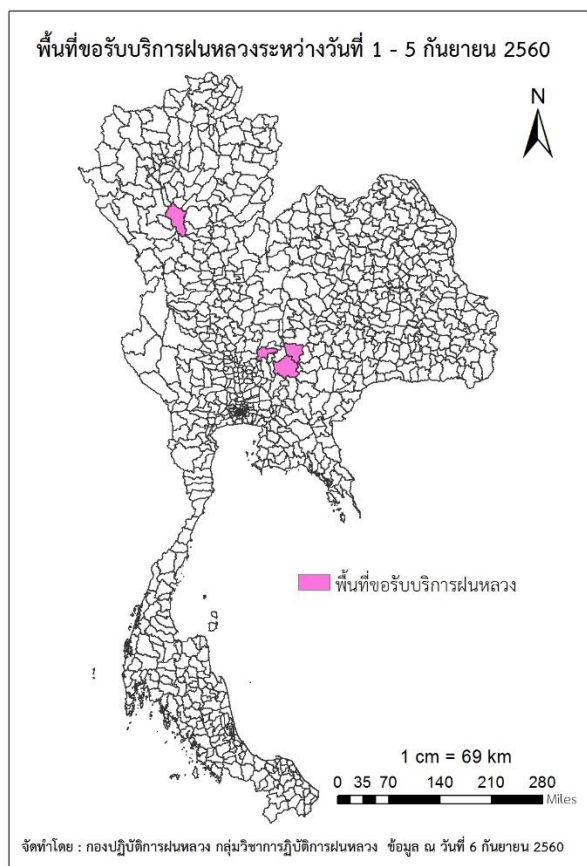 พื้นที่ขอรับบริการฝนหลวงระหว่างวันที่ 1 - 5 กันยายน 2560
N
พื้นที่ขอรับบริการฝนหลวง
1 cm = 69 km
0 35 70 140 210 280 Miles
จัดทำโดย : กองปฏิบัติการฝนหลวง กลุ่มวิชาการปฏิบัติการฝนหลวง ข้อมูล ณ วันที่ 6 กันยายน 2560